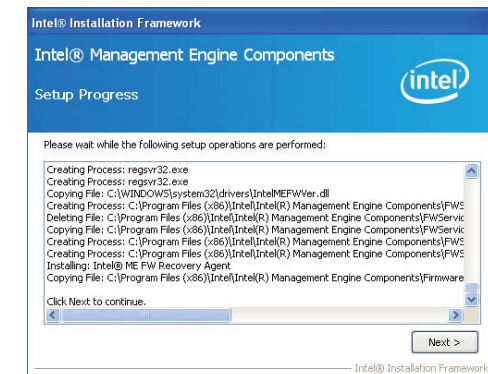 Intel® Installation Framework
Intel® Management Engine Components
Setup Progress
intel
Please wait while the following setup operations are performed:
Creating Process: regsvr32.exe
Creating Process: regsvr32.exe
Copying File: C:\WINDOWS\system32\drivers\IntelMEFWVer.dll
Creating Process: C:\Program Files (x86)\Intel\Intel(R) Management Engine Components\FWS
Deleting File: C:\Program Files (x86)\Intel\Intel(R) Management Engine Components\FWServic
Copying File: C:\Program Files (x86)\Intel\Intel(R) Management Engine Components\FWServic
Creating Process: C:\Program Files (x86)\Intel\Intel(R) Management Engine Components\FWS
Creating Process: C:\Program Files (x86)\Intel\Intel(R) Management Engine Components\FWS
Installing: Intel® ME FW Recovery Agent
Copying File: C:\Program Files (x86)\Intel\Intel(R) Management Engine Components\Firmware
Click Next to continue.
Next >
Intel® Installation Framework